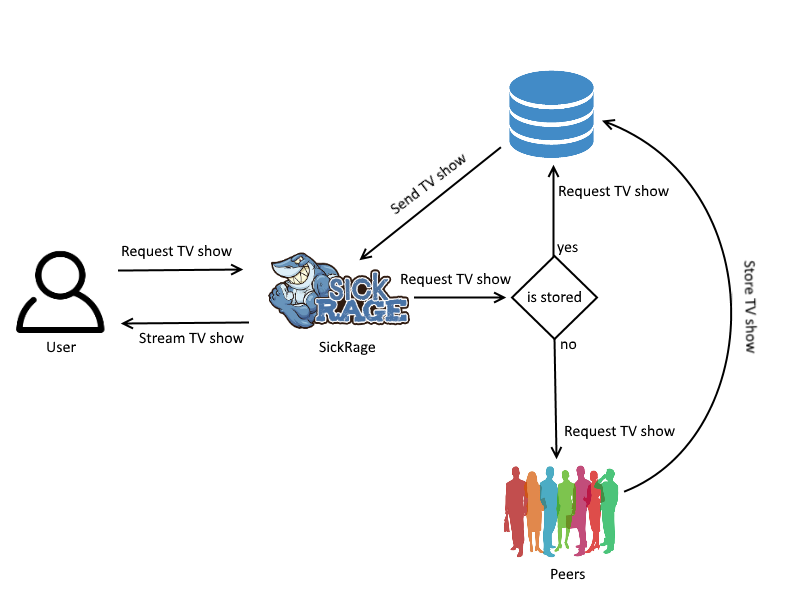 Send TV show
Request TV show
yes
Request TV show
SICK
RAGE
Request TV show
is stored
Store TV show
Stream TV show
User
SickRage
no
Request TV show
Peers